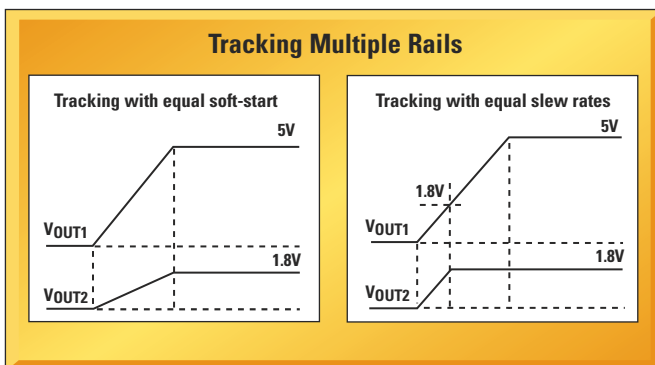 Tracking Multiple Rails
Tracking with equal soft-start
5V
VOUT1
1.8V
VOUT2
Tracking with equal slew rates
5V
1.8V
VOUT1
1.8V
VOUT2